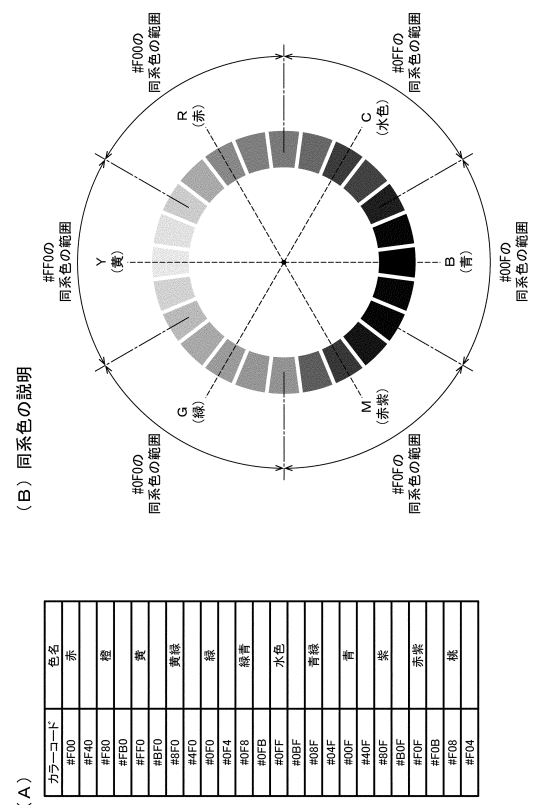 (A)
カラーコード 色名
#F00 赤
#F40
#F80 橙
#FB0
#FF0 黄
#BF0
#8F0 黄緑
#4F0
#0F0 緑
#0F4
#0F8 緑青
#0FB
#0FF 水色
#0BF
#08F 青緑
#04F
#00F 青
#40F
#80F 紫
#B0F
#F0F 赤紫
#F0B
#F08 桃
#F04
(B) 同系色の説明
#FF0の
同系色の範囲
#F00の
同系色の範囲
#0FFの
同系色の範囲
#00Fの
同系色の範囲
#F0Fの
同系色の範囲
#0F0の
同系色の範囲
Y
(黄)
R
(赤)
C
(水色)
B
(青)
M
(赤紫)
G
(緑)